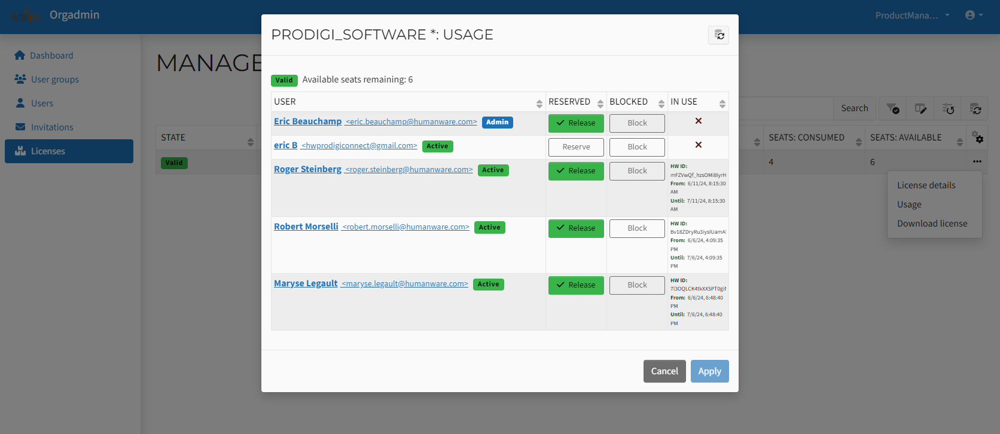 Orgadmin
ProductMana...
Dashboard
User groups
Users
Invitations
Licenses
MANAGE
Search
STATE
SEATS: CONSUMED
SEATS: AVAILABLE
Valid
4
6
License details
Usage
Download license
PRODIGI_SOFTWARE *: USAGE
Valid Available seats remaining: 6
USER RESERVED BLOCKED IN USE
Eric Beauchamp <eric.beauchamp@humanware.com> Admin Release Block
eric B <hwprodigiconnect@gmail.com> Active Reserve Block
Roger Steinberg <roger.steinberg@humanware.com> Active Release Block
HW ID:
mFZVwQf_hzsOMi8IyrH
From: 6/11/24, 8:15:30
AM
Until: 7/11/24, 8:15:30
AM
Robert Morselli <robert.morselli@humanware.com> Active Release Block
HW ID:
Bv18ZDryRu3iysIUamA
From: 6/6/24, 4:09:35
PM
Until: 7/6/24, 4:09:35
PM
Maryse Legault <maryse.legault@humanware.com> Active Release Block
HW ID:
7l3OQLCK4tkXXSPT0gi
From: 6/6/24, 6:48:40
PM
Until: 7/6/24, 6:48:40
PM
Cancel Apply